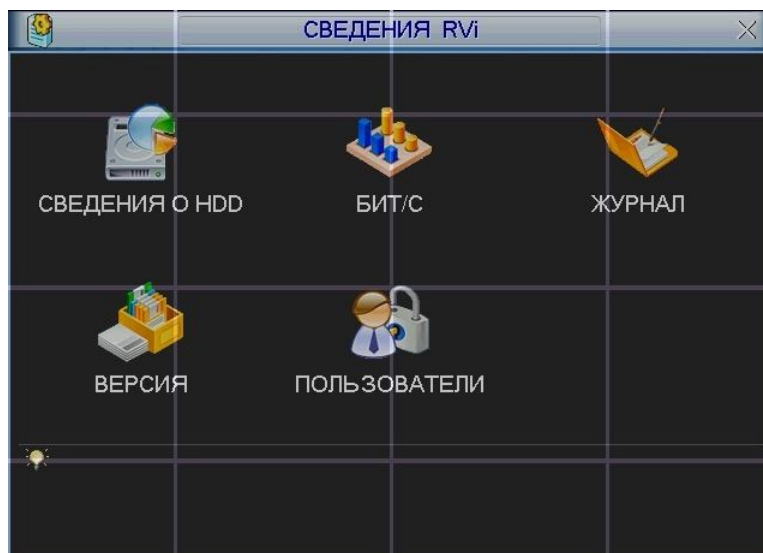 СВЕДЕНИЯ RVi
СВЕДЕНИЯ О HDD
БИТ/С
ЖУРНАЛ
ВЕРСИЯ
ПОЛЬЗОВАТЕЛИ